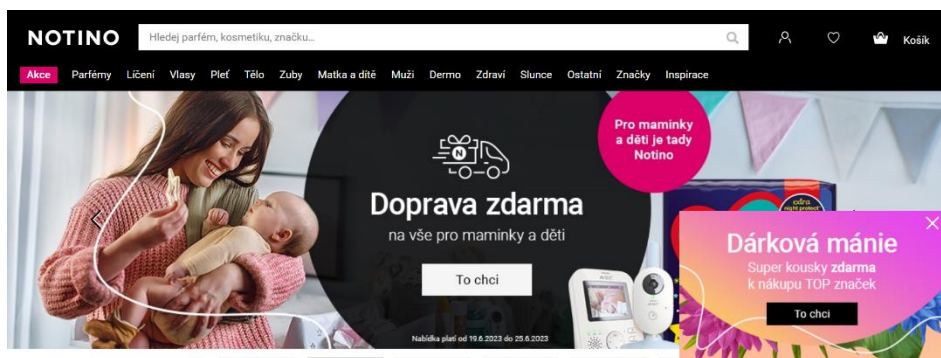 NOTINO
Hledej parfém, kosmetiku, značku...
Košík
Akce Parfémy Líčení Vlasy Pleť Tělo Zuby Matka a dítě Muži Dermo Zdraví Slunce Ostatní Značky Inspirace
Pro maminky
a děti je tady
Notino
N
Doprava zdarma
na vše pro maminky a děti
To chci
Nabídka platí od 19.6.2023 do 25.6.2023
extra
night protect
Dárková mánie
Super kousky zdarma
k nákupu TOP značek
To chci